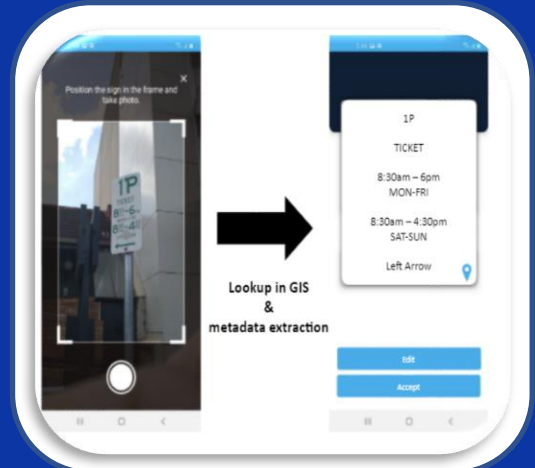 Position the sign in the frame and
take photo.
1P
TICKET
8:30am – 6pm
MON-FRI
8:30am – 4:30pm
SAT-SUN
Left Arrow
Lookup in GIS
&
metadata extraction
1P
TICKET
Edit
Accept